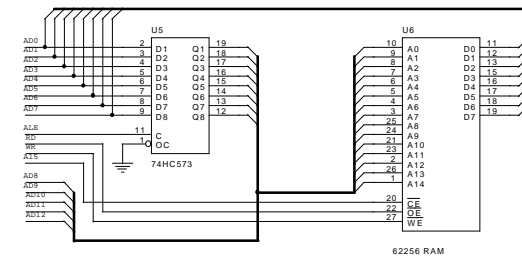 U5
AD0 2 D1 Q1 19
AD1 3 D2 Q2 18
AD2 4 D3 Q3 17
AD3 5 D4 Q4 16
AD4 6 D5 Q5 15
AD5 7 D6 Q6 14
AD6 8 D7 Q7 13
AD7 9 D8 Q8 12
ALE 11 C
RD 1 OC
WR
A15
74HC573
AD8
AD9
AD10
AD11
AD12
U6
10 A0 D0 11
9 A1 D1 12
8 A2 D2 13
7 A3 D3 15
6 A4 D4 16
5 A5 D5 17
4 A6 D6 18
3 A7 D7 19
25 A8
24 A9
21 A10
23 A11
2 A12
26 A13
1 A14
20 CE
22 OE
27 WE
62256 RAM